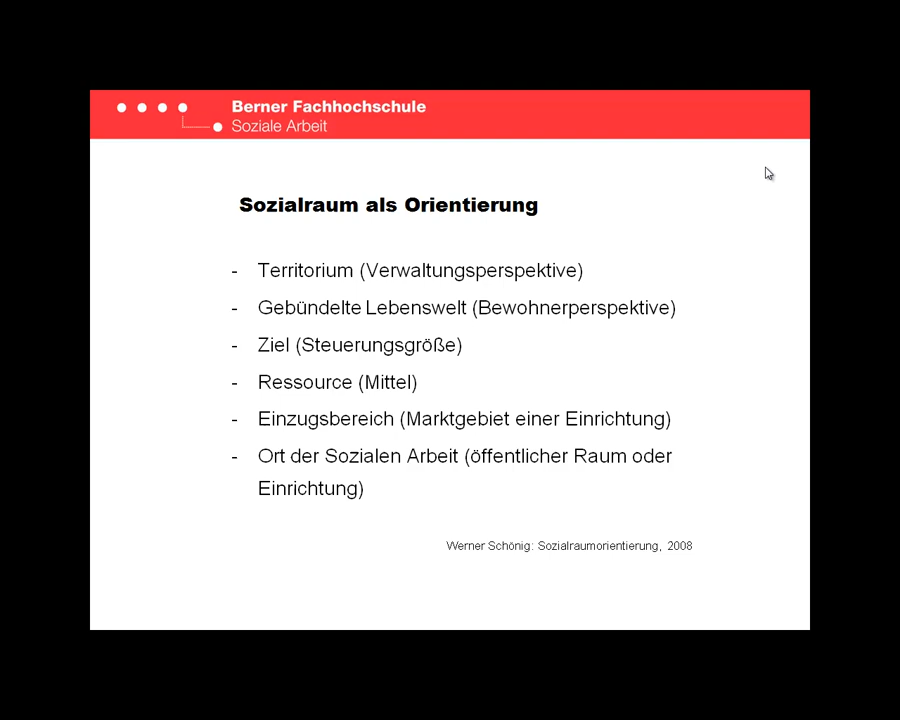 Berner Fachhochschule
Soziale Arbeit
Sozialraum als Orientierung
- Territorium (Verwaltungsperspektive)
- Gebündelte Lebenswelt (Bewohnerperspektive)
- Ziel (Steuerungsgröße)
- Ressource (Mittel)
- Einzugsbereich (Marktgebiet einer Einrichtung)
- Ort der Sozialen Arbeit (öffentlicher Raum oder
Einrichtung)
Werner Schönig: Sozialraumorientierung, 2008